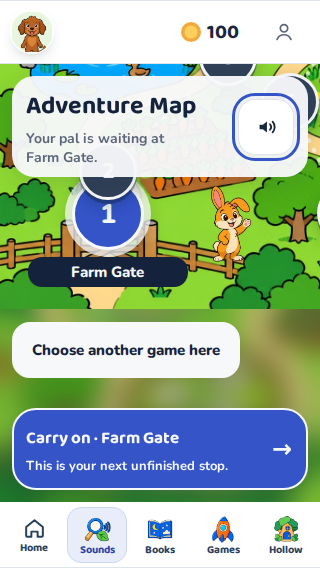 100
Adventure Map
Your pal is waiting at
Farm Gate.
2
1
Farm Gate
Choose another game here
Carry on · Farm Gate
This is your next unfinished stop.
→
Home
Sounds
Books
Games
Hollow